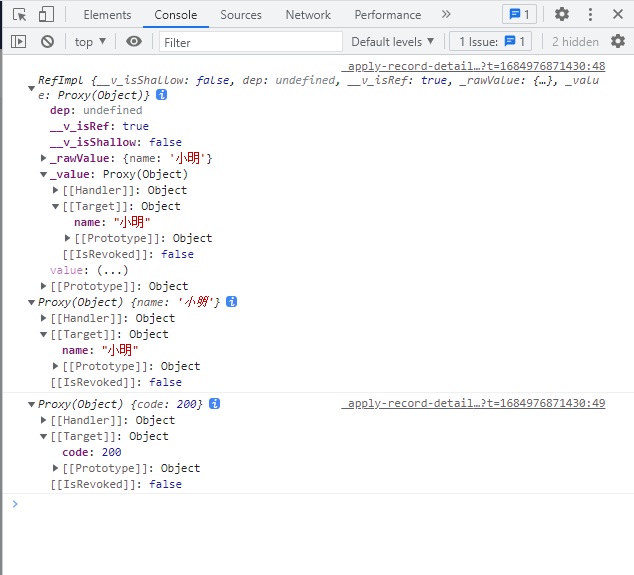 Elements Console Sources Network Performance » 1
top ▼ Filter Default levels ▼ 1 Issue: 1 2 hidden
_apply-record-detail…?t=1684976871430:48
RefImpl {__v_isShallow: false, dep: undefined, __v_isRef: true, _rawValue: {…}, _valu
e: Proxy(Object)}
dep: undefined
__v_isRef: true
__v_isShallow: false
_rawValue: {name: '小明'}
_value: Proxy(Object)
[[Handler]]: Object
[[Target]]: Object
name: "小明"
[[Prototype]]: Object
[[IsRevoked]]: false
value: (...)
[[Prototype]]: Object
Proxy(Object) {name: '小明'}
[[Handler]]: Object
[[Target]]: Object
name: "小明"
[[Prototype]]: Object
[[IsRevoked]]: false
Proxy(Object) {code: 200} _apply-record-detail…?t=1684976871430:49
[[Handler]]: Object
[[Target]]: Object
code: 200
[[Prototype]]: Object
[[IsRevoked]]: false